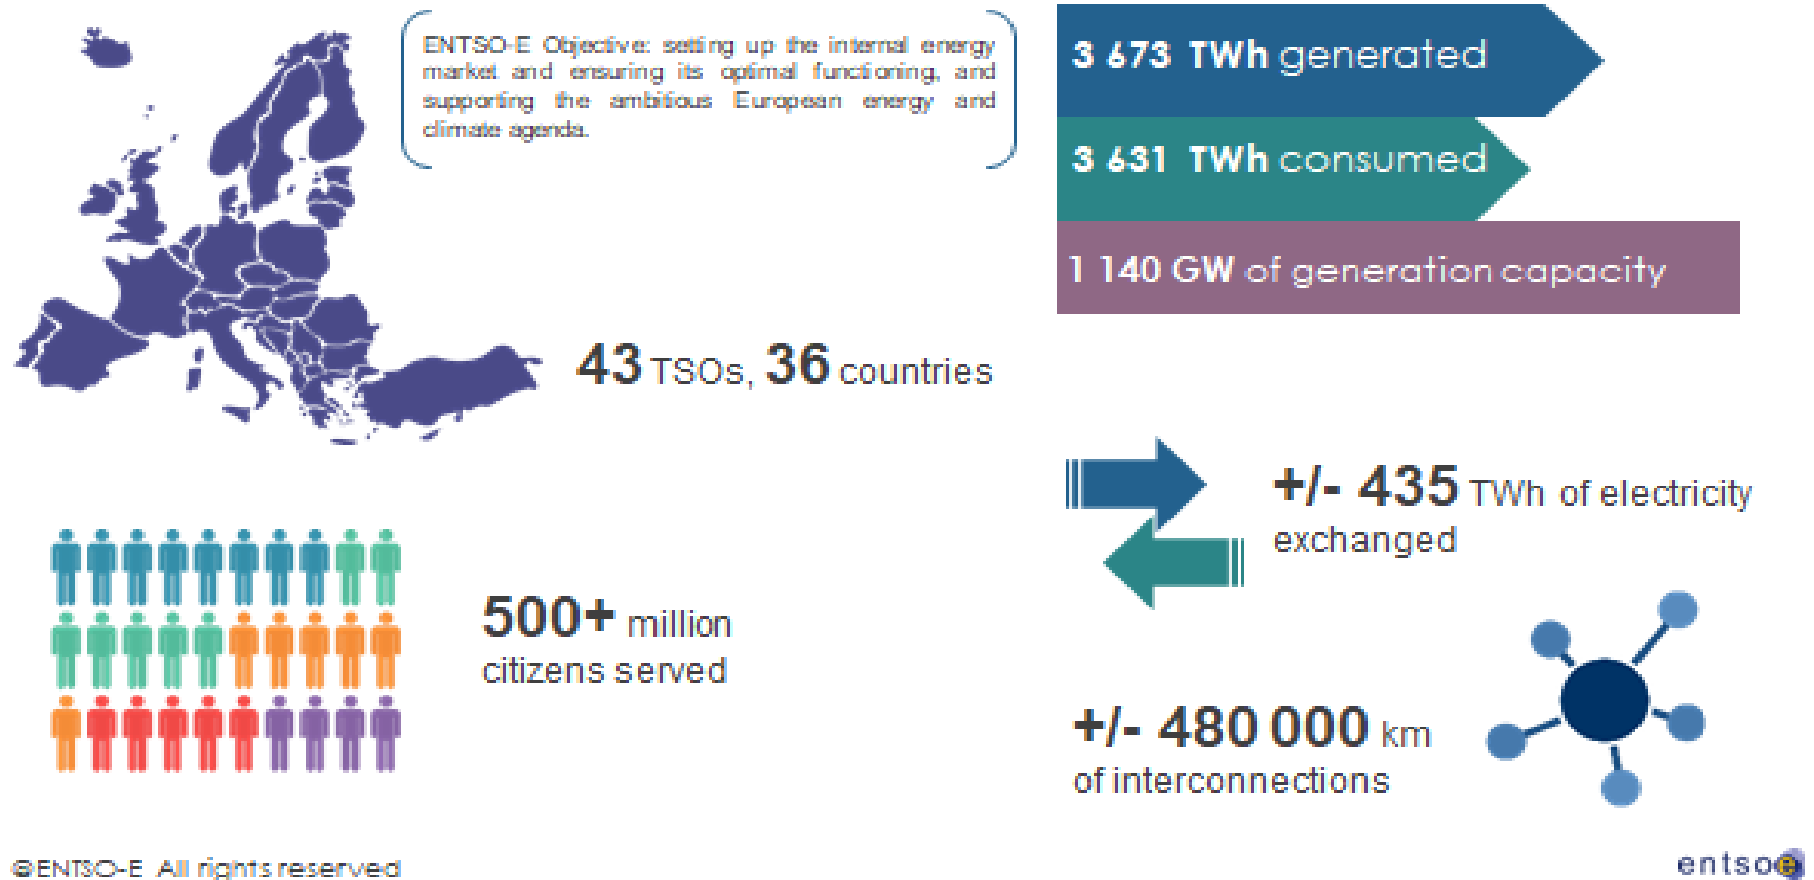 ENTSO-E Objective: setting up the internal energy
market and ensuring its optimal functioning, and
supporting the ambitious European energy and
climate agenda.
3 673 TWh generated
3 631 TWh consumed
1 140 GW of generation capacity
43 TSOs, 36 countries
+/- 435 TWh of electricity
exchanged
500+ million
citizens served
+/- 480 000 km
of interconnections
©ENTSO-E All rights reserved
entsoe